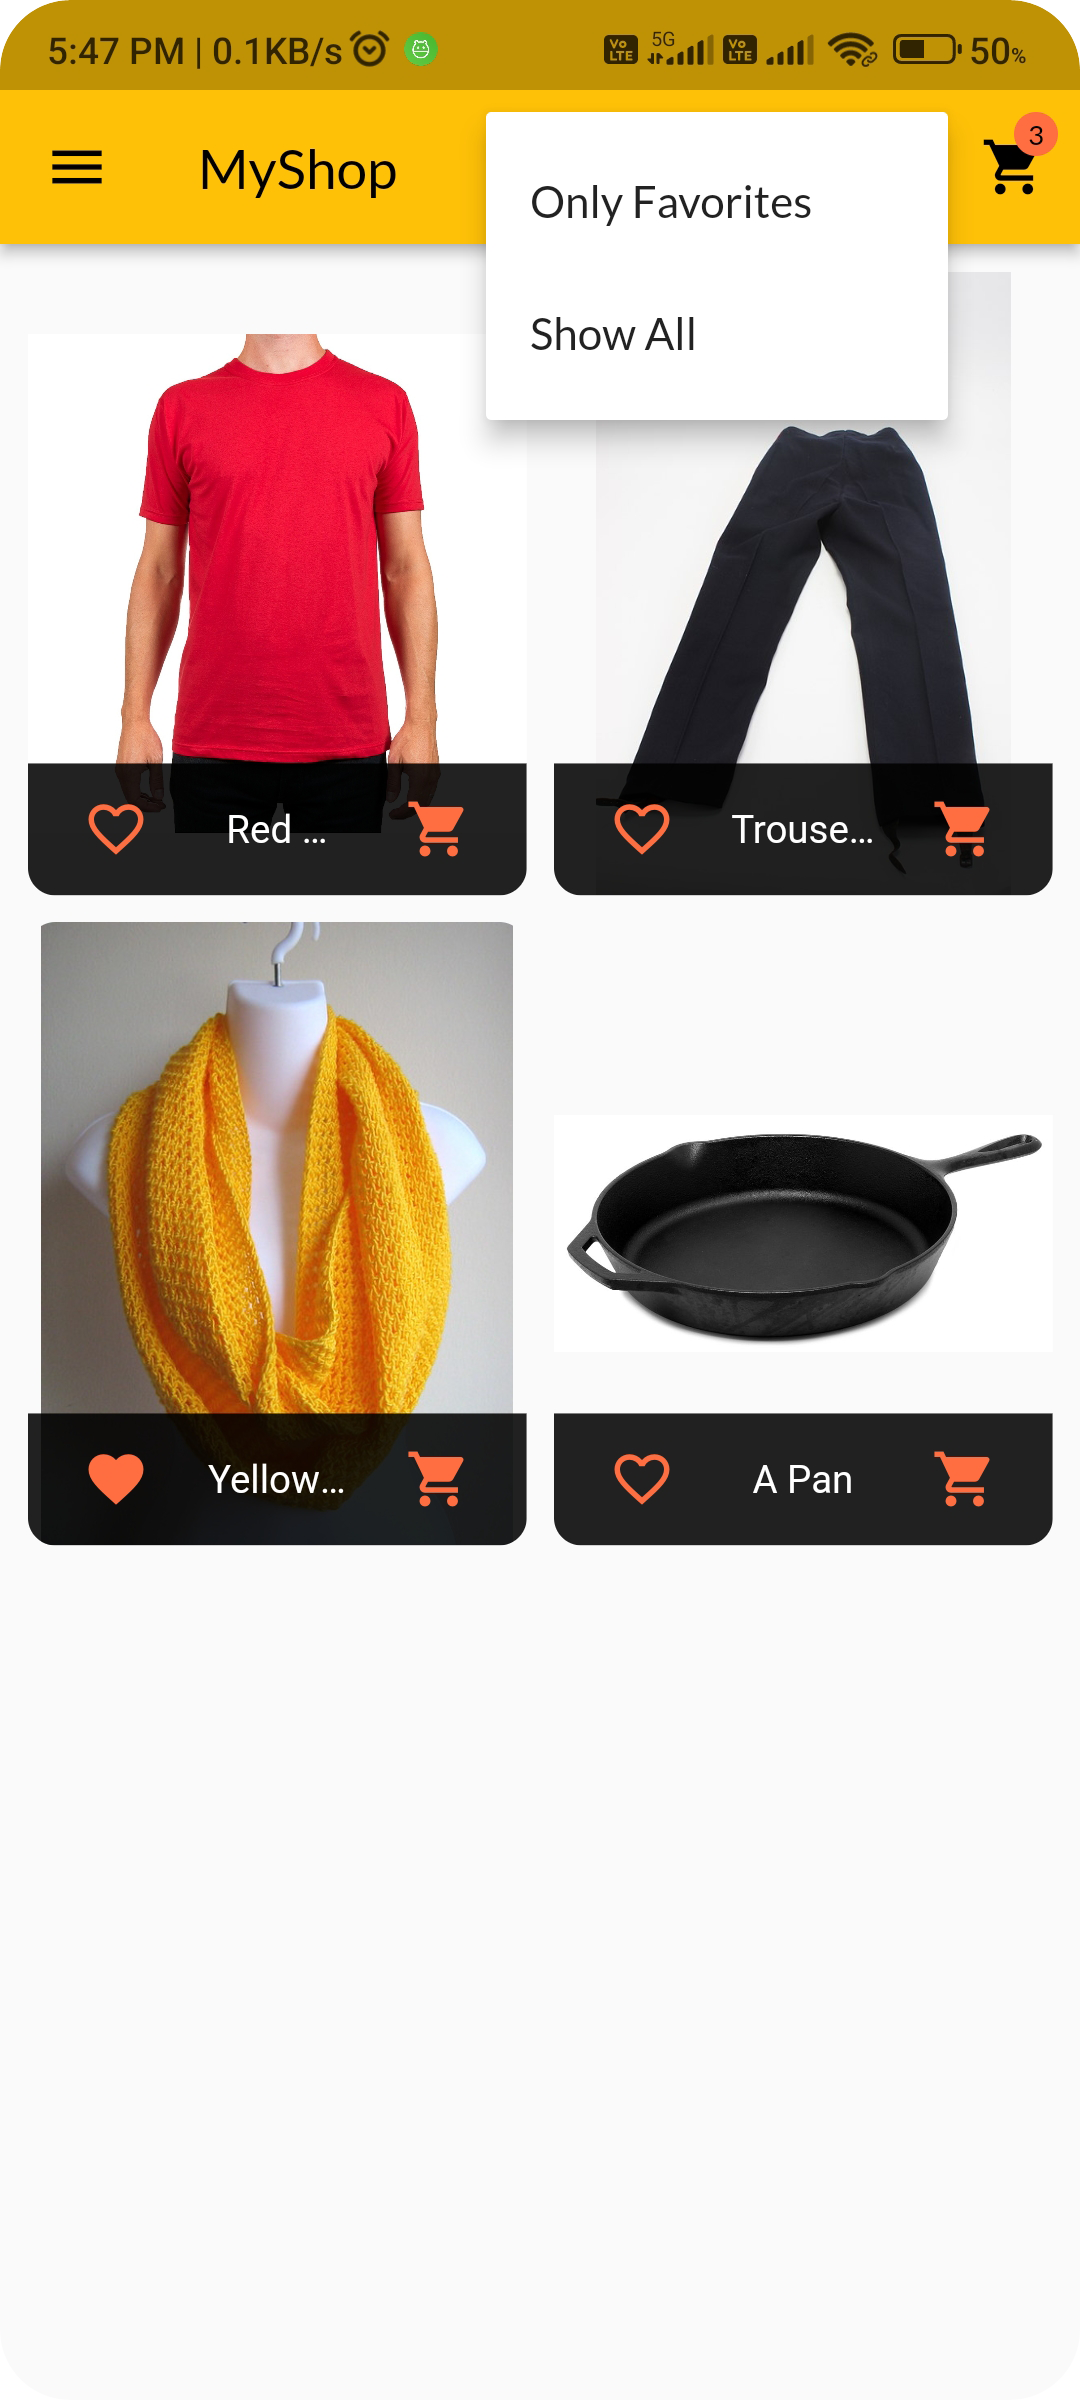 5:47 PM | 0.1KB/s Vo LTE 5G Vo LTE 50%
MyShop
3
Only Favorites
Show All
Red ...
Trouse...
Yellow...
A Pan